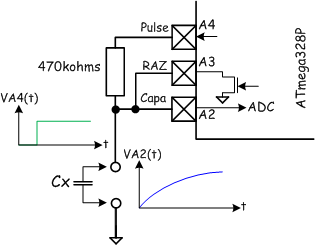 Pulse
A4
470kohms
RAZ
A3
ATmega328P
VA4(t)
Capa
A2
ADC
t
Cx
VA2(t)
t